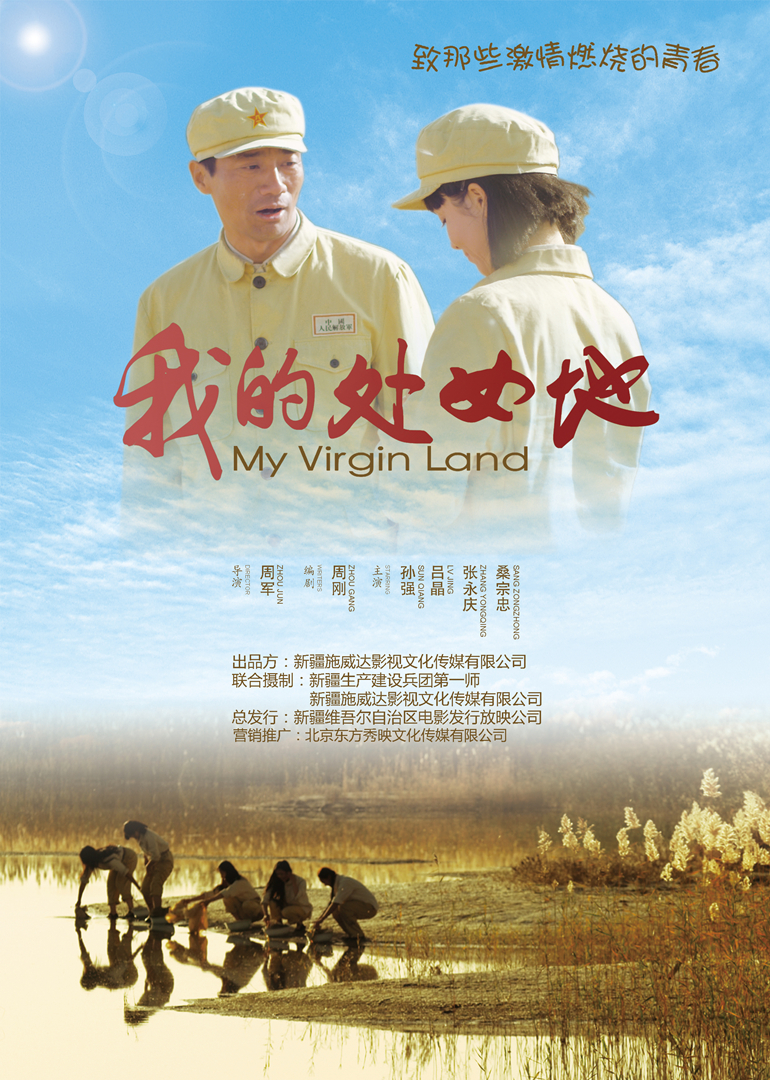 致那些激情燃烧的青春
中国
人民解放军
我的处女地
My Virgin Land
导演
DIRECTOR
周军
ZHOU JUN
编剧
WRITERS
周刚
ZHOU GANG
主演
STARRING
孙强
SUN QIANG
吕晶
LV JING
张永庆
ZHANG YONGQING
桑宗忠
SANG ZONGZHONG
出品方：新疆施威达影视文化传媒有限公司
联合摄制：新疆生产建设兵团第一师
新疆施威达影视文化传媒有限公司
总发行：新疆维吾尔自治区电影发行放映公司
营销推广：北京东方秀映文化传媒有限公司